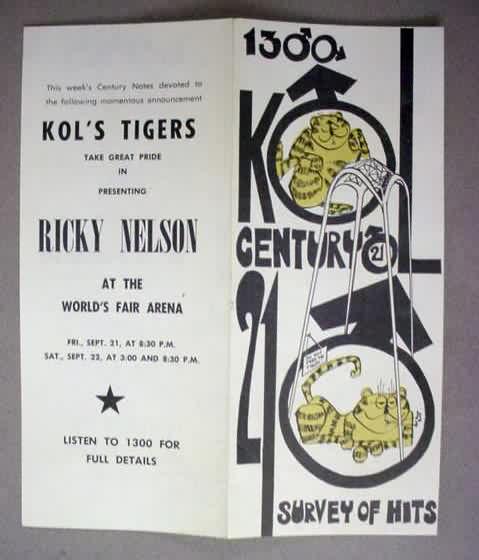 This week's Century Notes devoted to
the following momentous announcement
KOL'S TIGERS
TAKE GREAT PRIDE
IN
PRESENTING
RICKY NELSON
AT THE
WORLD'S FAIR ARENA
FRI., SEPT. 21, AT 8:30 P.M.
SAT., SEPT. 22, AT 3:00 AND 8:30 P.M.
LISTEN TO 1300 FOR
FULL DETAILS
1300
KOL
CENTURY 21
21
SURVEY OF HITS